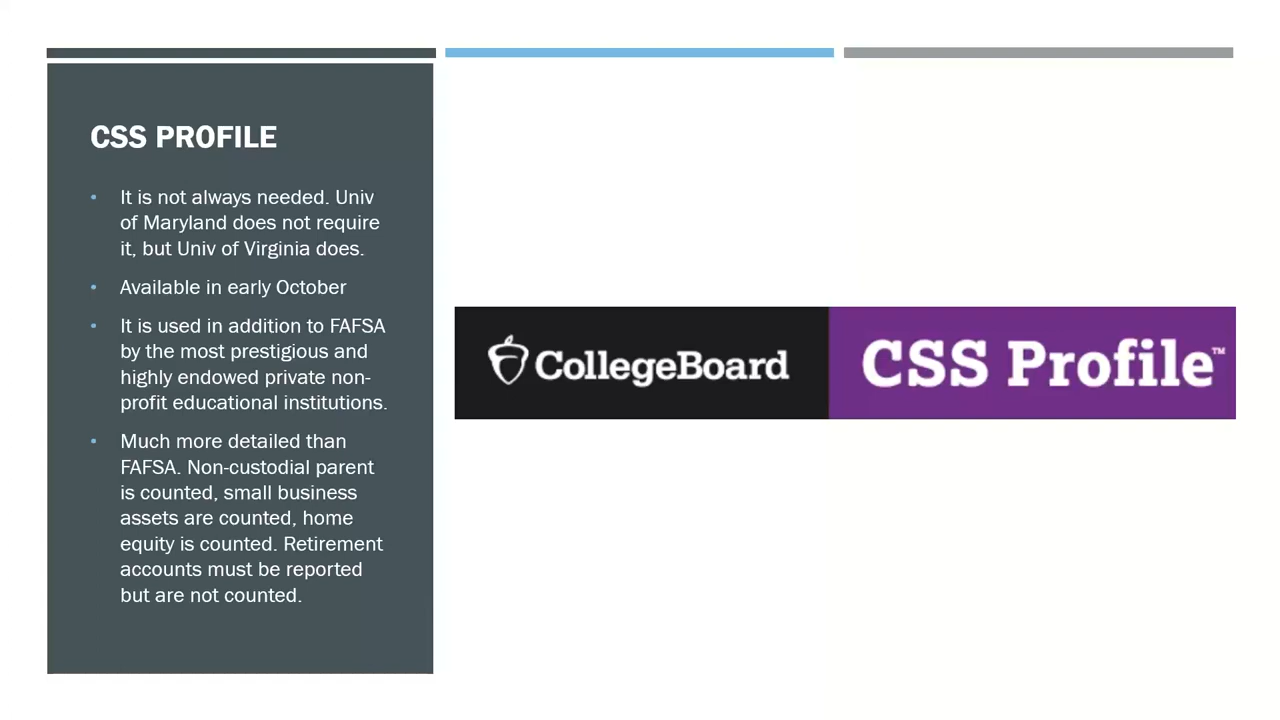 CSS PROFILE
• It is not always needed. Univ
of Maryland does not require
it, but Univ of Virginia does.
• Available in early October
• It is used in addition to FAFSA
by the most prestigious and
highly endowed private non-
profit educational institutions.
• Much more detailed than
FAFSA. Non-custodial parent
is counted, small business
assets are counted, home
equity is counted. Retirement
accounts must be reported
but are not counted.
CollegeBoard CSS Profile™